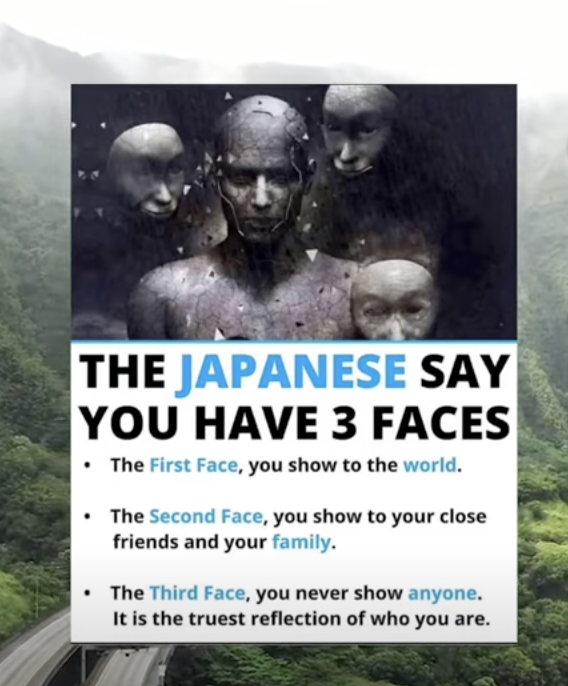 THE JAPANESE SAY
YOU HAVE 3 FACES
• The First Face, you show to the world.
• The Second Face, you show to your close
friends and your family.
• The Third Face, you never show anyone.
It is the truest reflection of who you are.